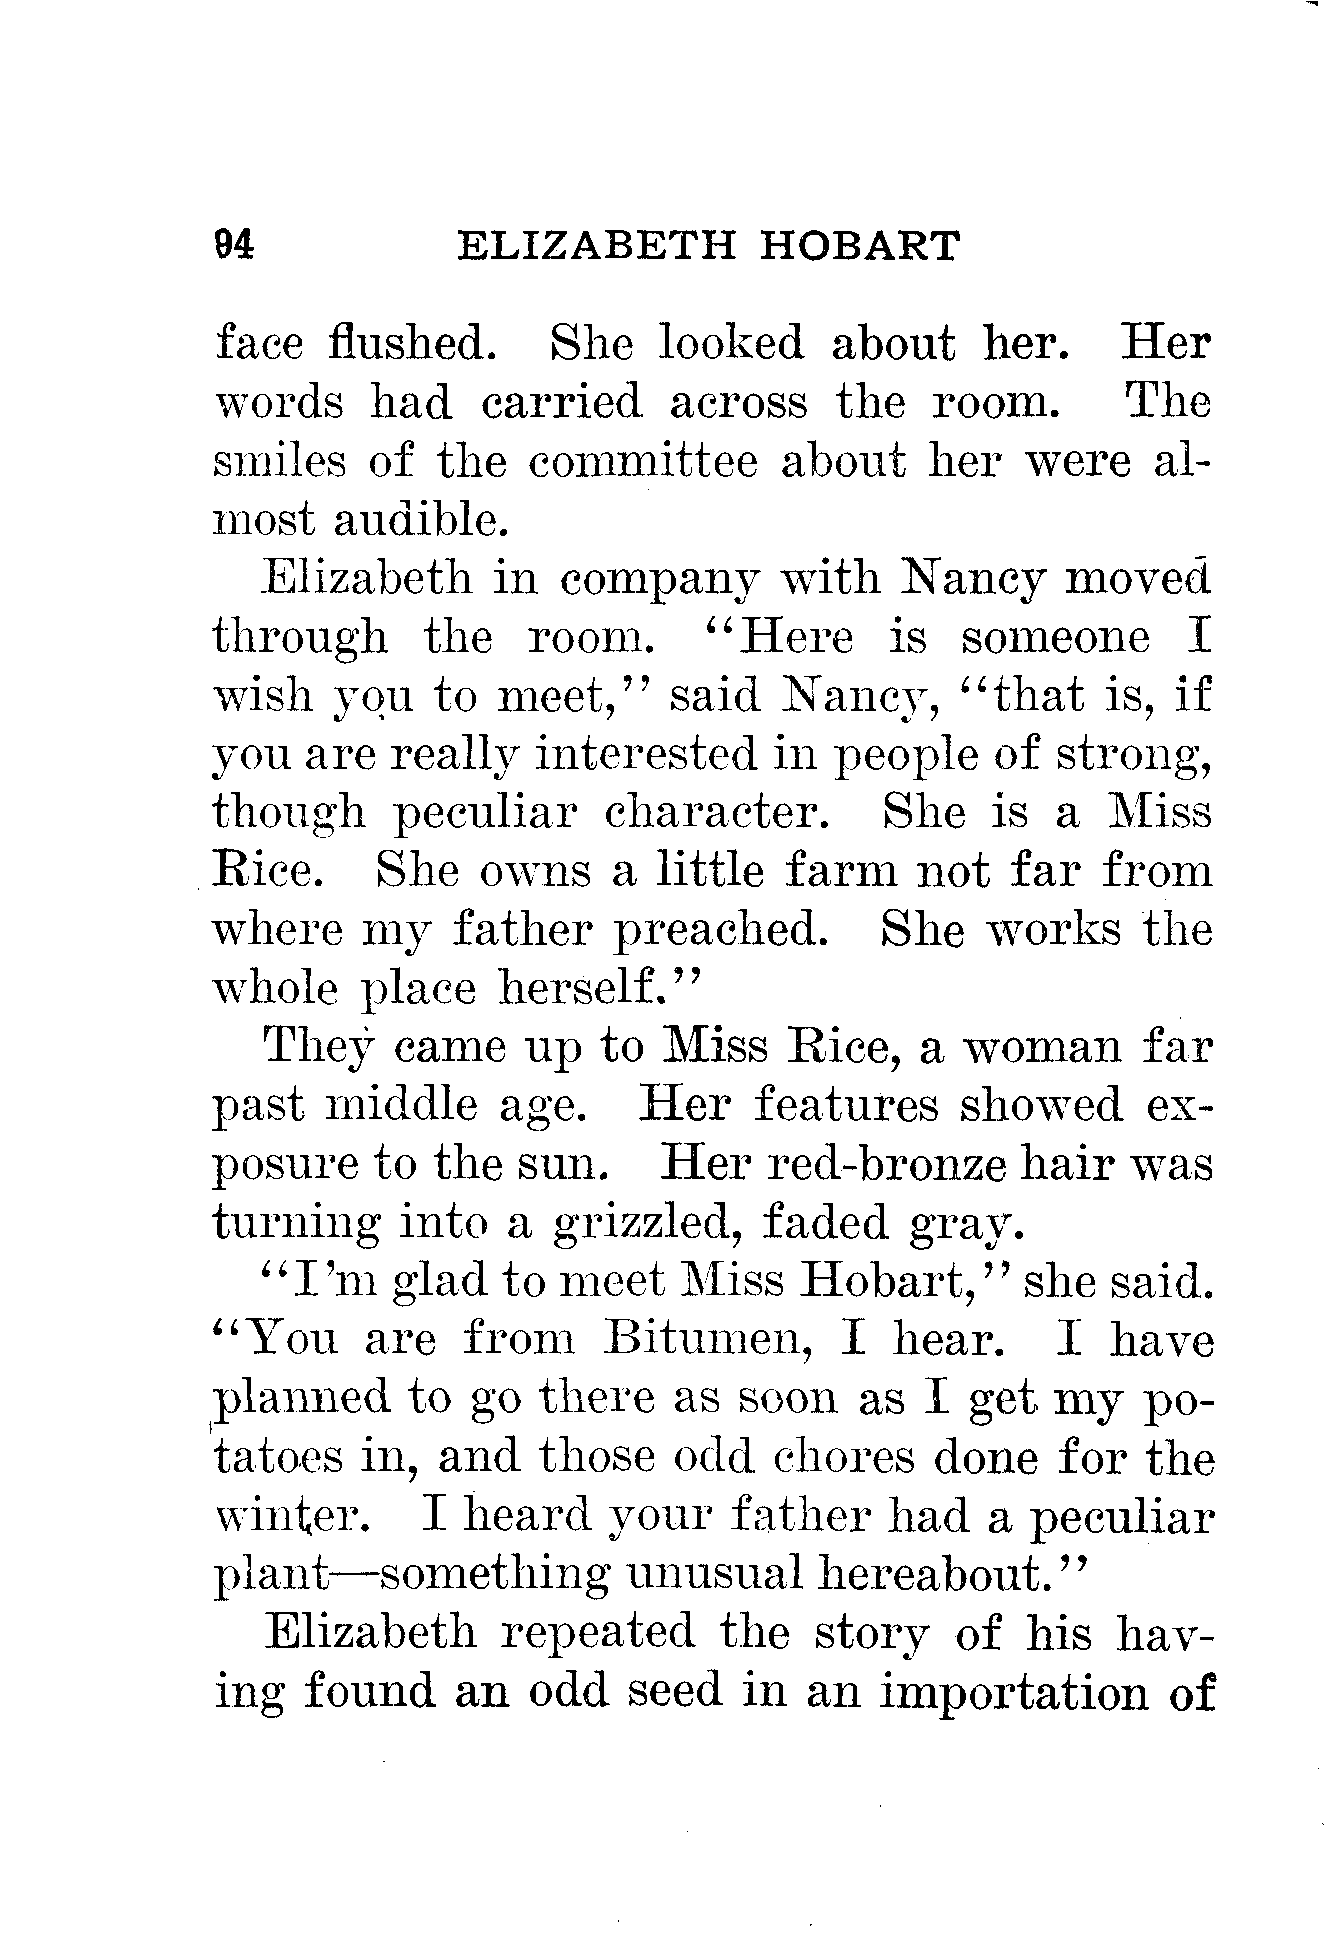 94 ELIZABETH HOBART
face flushed. She looked about her. Her
words had carried across the room. The
smiles of the committee about her were al-
most audible.
Elizabeth in company with Nancy moved
through the room. "Here is someone I
wish you to meet," said Nancy, "that is, if
you are really interested in people of strong,
though peculiar character. She is a Miss
Rice. She owns a little farm not far from
where my father preached. She works the
whole place herself."
They came up to Miss Rice, a woman far
past middle age. Her features showed ex-
posure to the sun. Her red-bronze hair was
turning into a grizzled, faded gray.
"I'm glad to meet Miss Hobart," she said.
"You are from Bitumen, I hear. I have
planned to go there as soon as I get my po-
tatoes in, and those odd chores done for the
winter. I heard your father had a peculiar
plant—something unusual hereabout."
Elizabeth repeated the story of his hav-
ing found an odd seed in an importation of